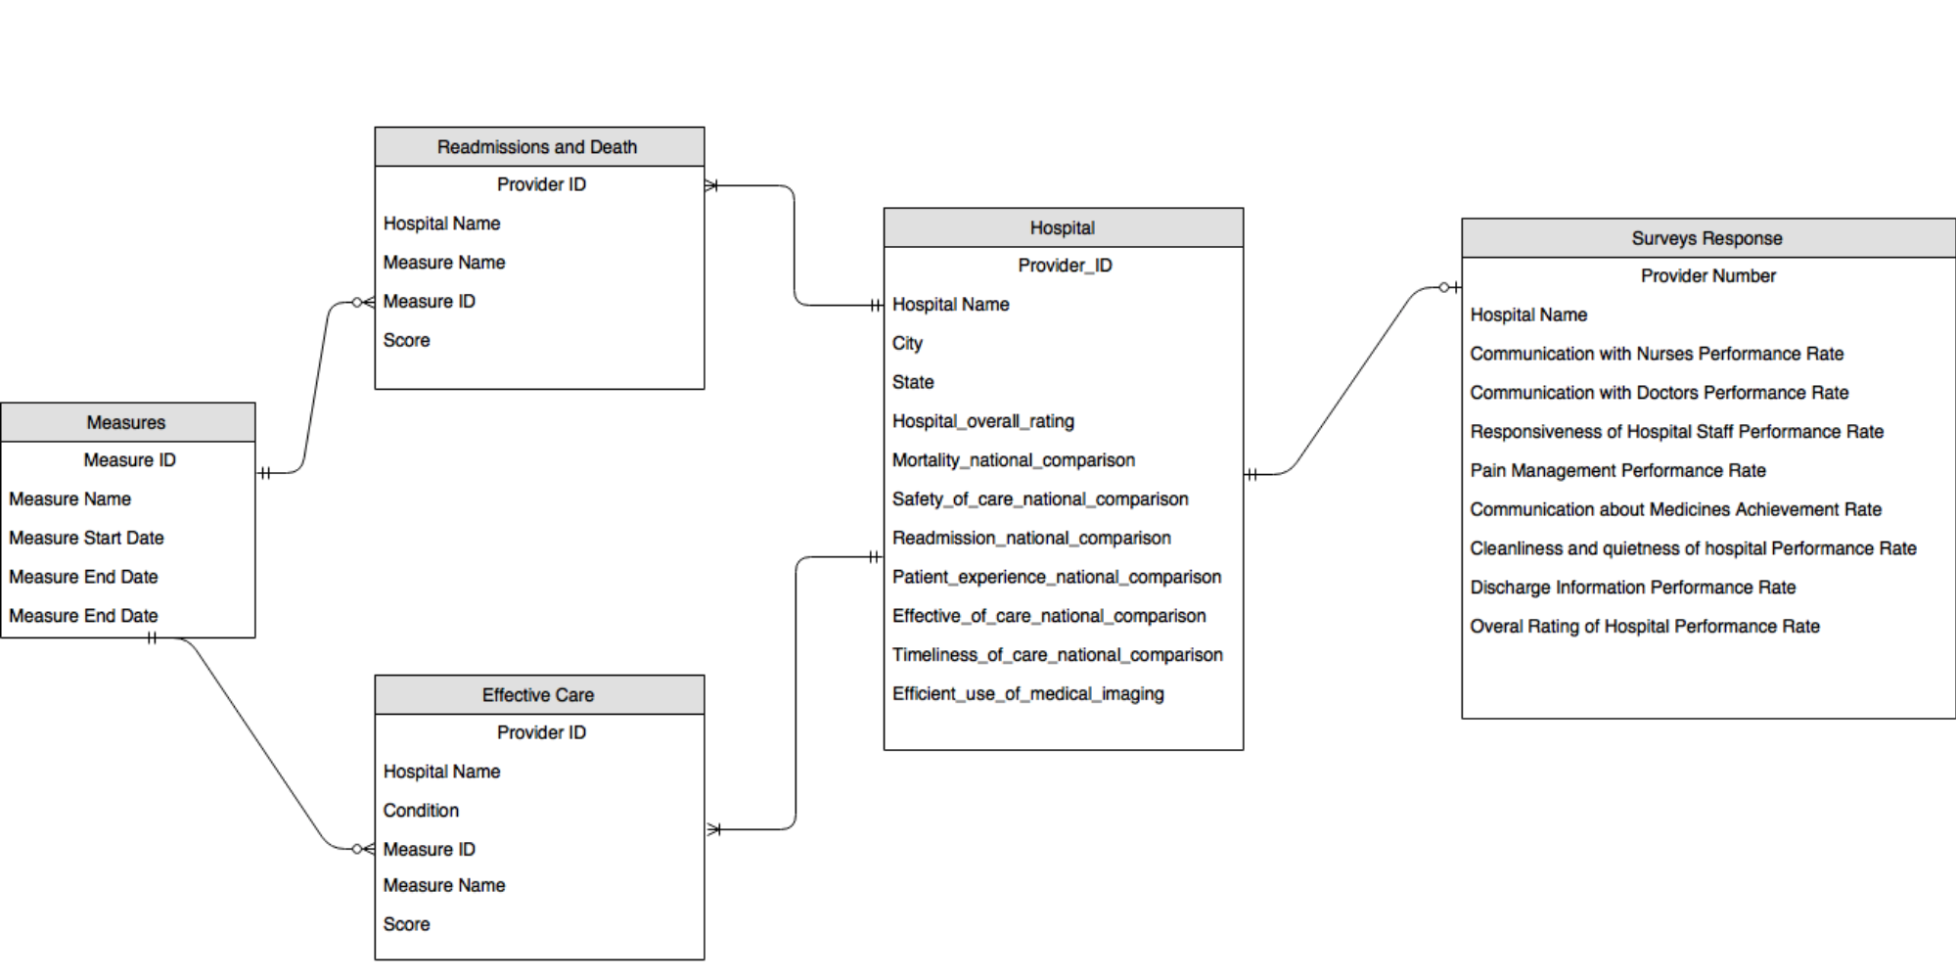 Readmissions and Death
Provider ID
Hospital Name
Measure Name
Measure ID
Score
Measures
Measure ID
Measure Name
Measure Start Date
Measure End Date
Measure End Date
Effective Care
Provider ID
Hospital Name
Condition
Measure ID
Measure Name
Score
Hospital
Provider_ID
Hospital Name
City
State
Hospital_overall_rating
Mortality_national_comparison
Safety_of_care_national_comparison
Readmission_national_comparison
Patient_experience_national_comparison
Effective_of_care_national_comparison
Timeliness_of_care_national_comparison
Efficient_use_of_medical_imaging
Surveys Response
Provider Number
Hospital Name
Communication with Nurses Performance Rate
Communication with Doctors Performance Rate
Responsiveness of Hospital Staff Performance Rate
Pain Management Performance Rate
Communication about Medicines Achievement Rate
Cleanliness and quietness of hospital Performance Rate
Discharge Information Performance Rate
Overal Rating of Hospital Performance Rate